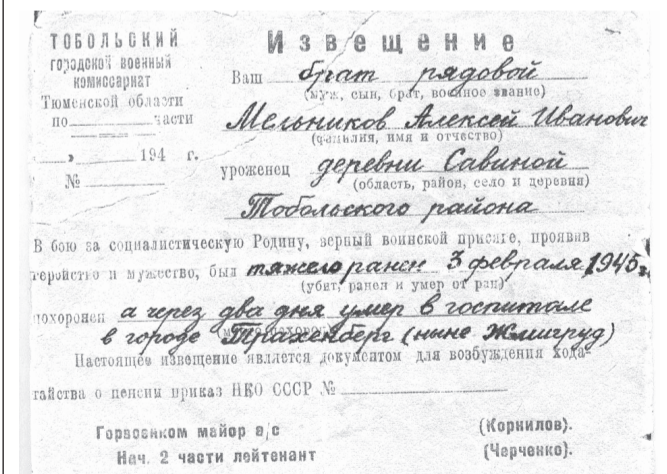 ТОБОЛЬСКИЙ
городской военный
комиссариат
Тюменской области
по части
194 г.
№
Извещение
Ваш брат рядовой
(муж, сын, брат, военное звание)
Мельников Алексей Иванович
(фамилия, имя и отчество)
уроженец деревни Савиной
(область, район, село и деревня)
Тобольского района
В бою за социалистическую Родину, верный воинской присяге, проявив
геройство и мужество, был тяжело ранен 3 февраля 1945 г.
(убит, ранен и умер от ран)
похоронен а через два дня умер в госпитале
в городе Трахенберг (ныне Жмигруд)
Настоящее извещение является документом для возбуждения хода-
тайства о пенсии приказ НКО СССР №
Горвоенком майор а/с (Корнилов).
Нач. 2 части лейтенант (Черченко).